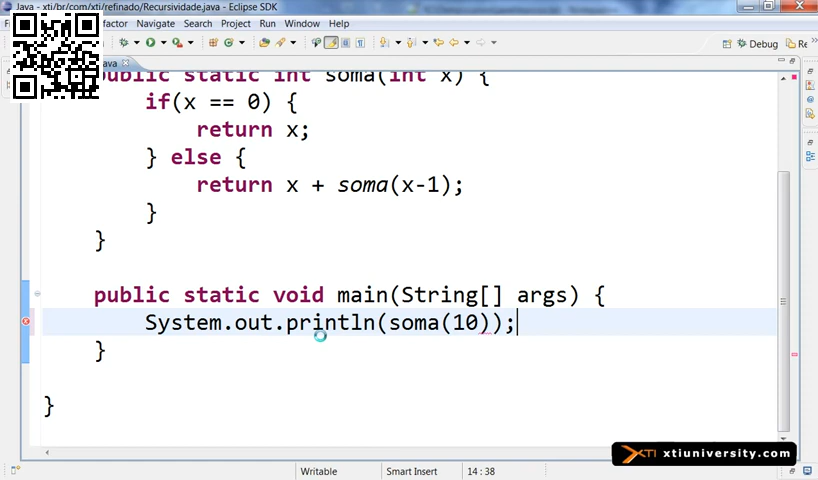 Java - xti/br/com/xti/refinado/Recursividade.java - Eclipse SDK
Navigate Search Project Run Window Help
Debug Re
public static int soma(int x) {
if(x == 0) {
return x;
} else {
return x + soma(x-1);
}
}
public static void main(String[] args) {
System.out.println(soma(10));
}
}
XTI xtiuniversity.com
Writable Smart Insert 14 : 38